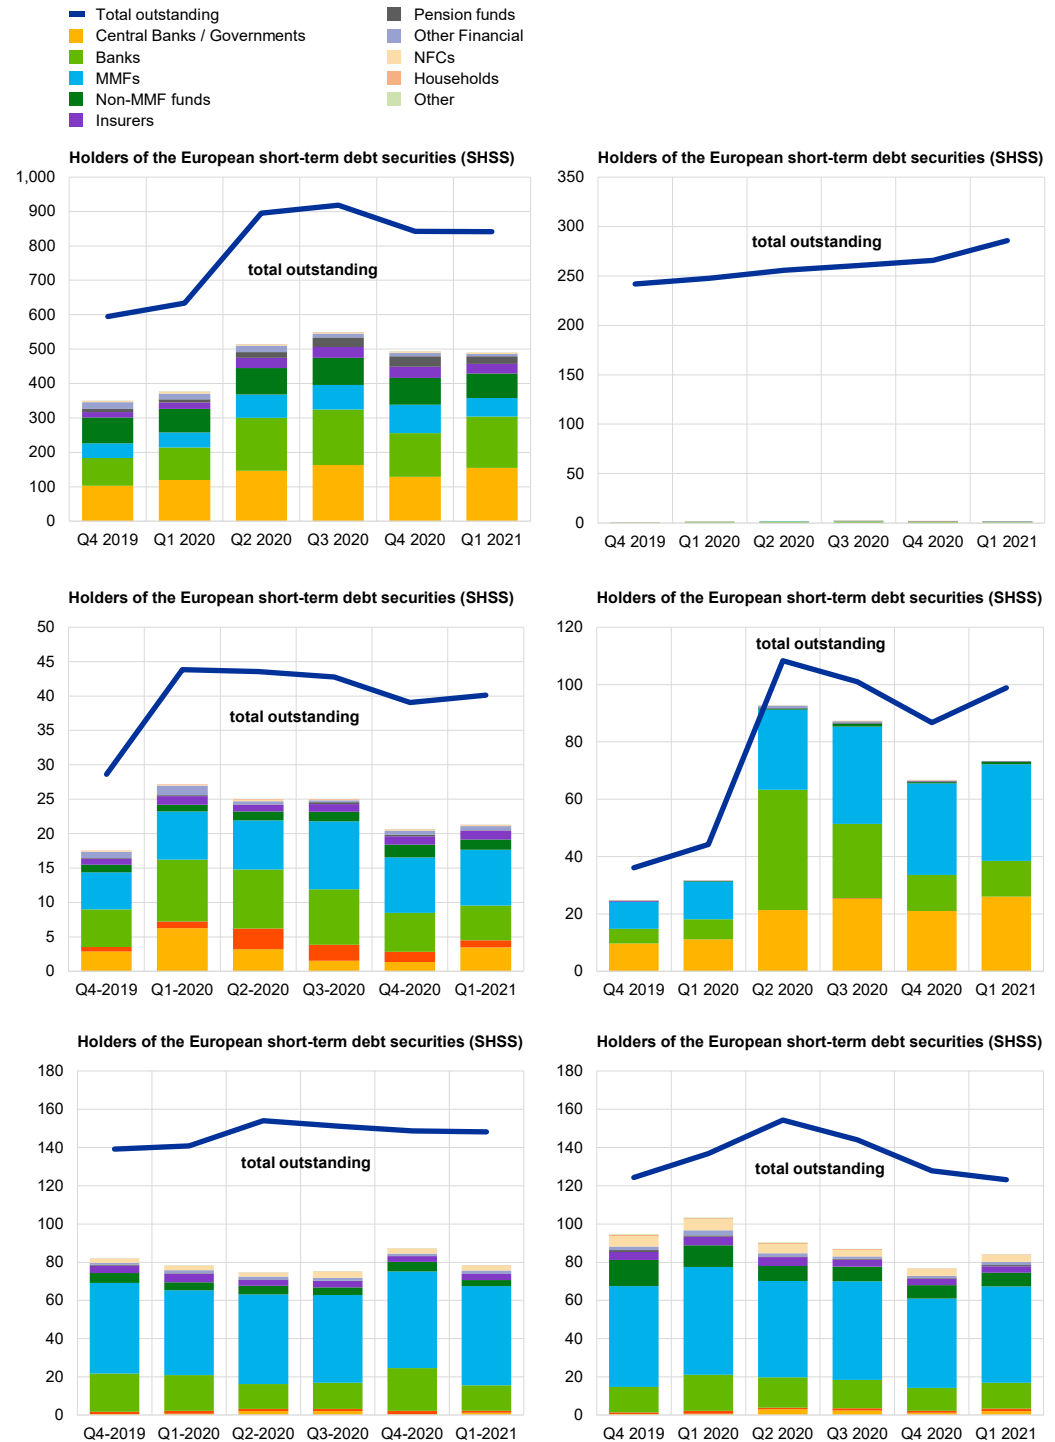 Total outstanding
Central Banks / Governments
Banks
MMFs
Non-MMF funds
Insurers
Pension funds
Other Financial
NFCs
Households
Other
Holders of the European short-term debt securities (SHSS)
1,000
900
800
700
600
500
400
300
200
100
0
total outstanding
Q4 2019 Q1 2020 Q2 2020 Q3 2020 Q4 2020 Q1 2021
Holders of the European short-term debt securities (SHSS)
350
300
250
200
150
100
50
0
total outstanding
Q4 2019 Q1 2020 Q2 2020 Q3 2020 Q4 2020 Q1 2021
Holders of the European short-term debt securities (SHSS)
50
45
40
35
30
25
20
15
10
5
0
total outstanding
Q4-2019 Q1-2020 Q2-2020 Q3-2020 Q4-2020 Q1-2021
Holders of the European short-term debt securities (SHSS)
120
100
80
60
40
20
0
total outstanding
Q4 2019 Q1 2020 Q2 2020 Q3 2020 Q4 2020 Q1 2021
Holders of the European short-term debt securities (SHSS)
180
160
140
120
100
80
60
40
20
0
total outstanding
Q4-2019 Q1-2020 Q2-2020 Q3-2020 Q4-2020 Q1-2021
Holders of the European short-term debt securities (SHSS)
180
160
140
120
100
80
60
40
20
0
total outstanding
Q4 2019 Q1 2020 Q2 2020 Q3 2020 Q4 2020 Q1 2021